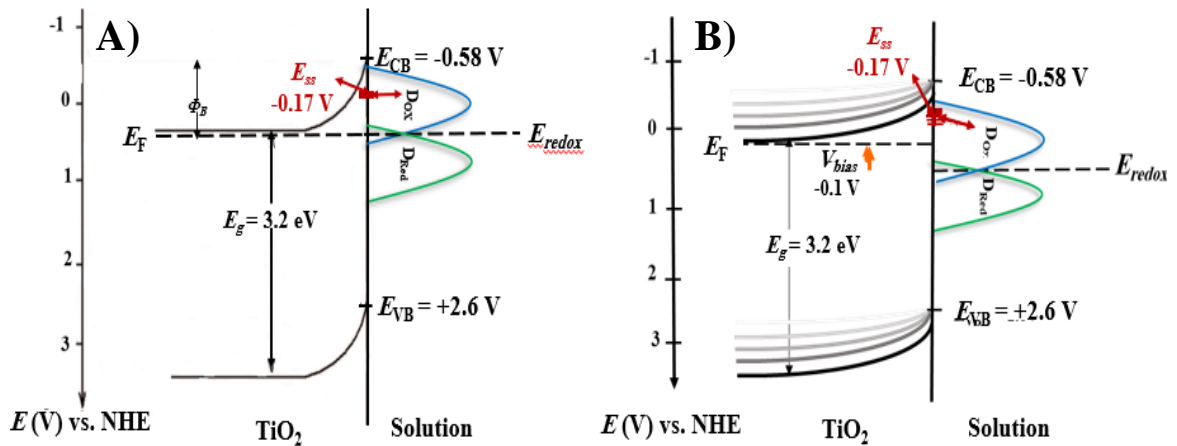 A)
-1
0
1
2
3
Φ_B
E_CB = -0.58 V
E_ss
-0.17 V
D_OX
E_F
E_redox
D_Red
E_g = 3.2 eV
E_VB = +2.6 V
E (V) vs. NHE
TiO₂
Solution
B)
-1
0
1
2
3
E_ss
-0.17 V
E_CB = -0.58 V
D_Ox
E_F
V_bias
-0.1 V
E_redox
D_Red
E_g = 3.2 eV
E_VB = +2.6 V
E (V) vs. NHE
TiO₂
Solution